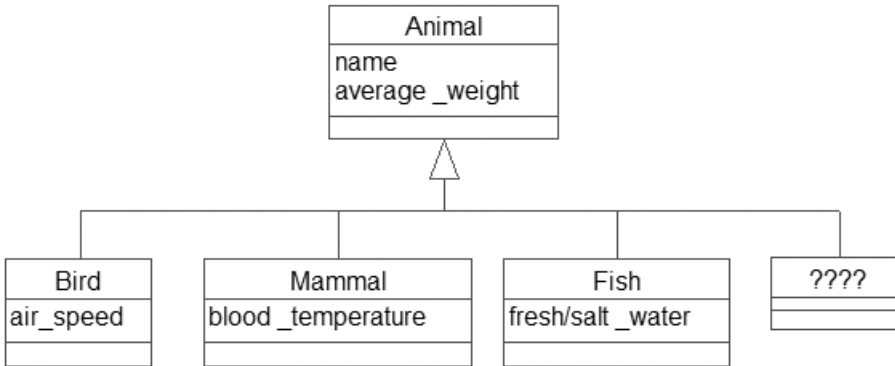 Animal
name
average _weight
Bird
air_speed
Mammal
blood _temperature
Fish
fresh/salt _water
????